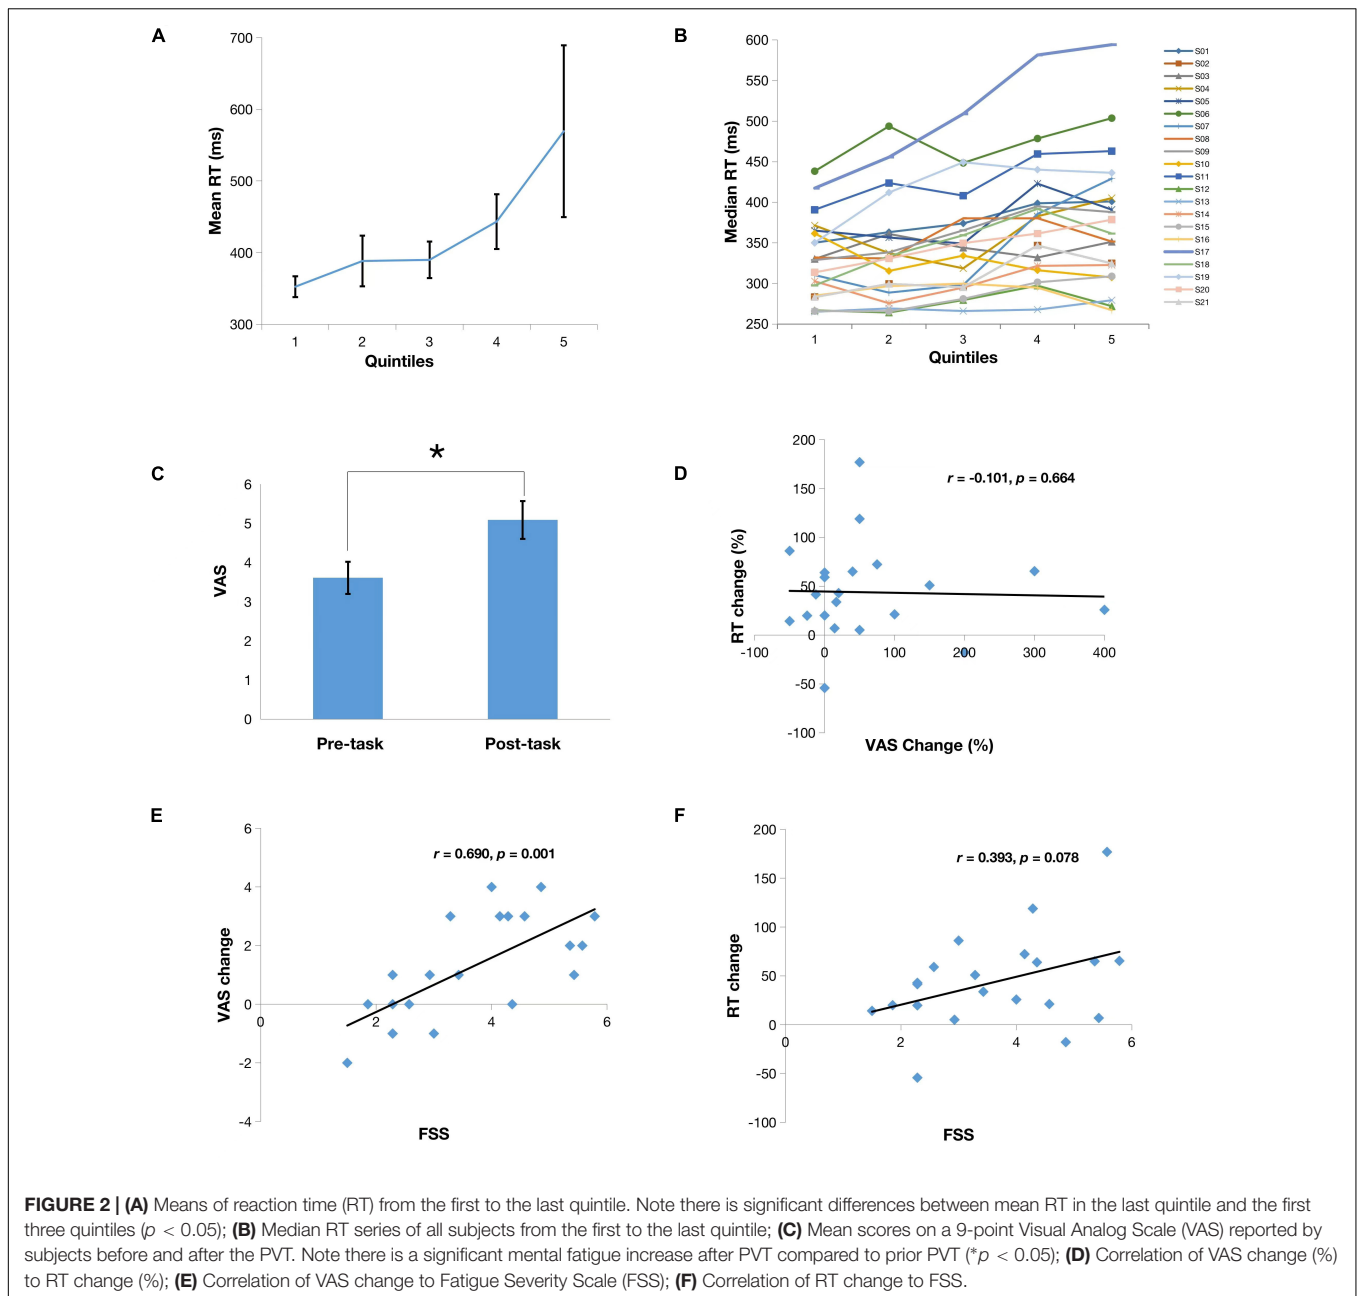 A
700
600
500
400
300
Mean RT (ms)
1 2 3 4 5
Quintiles
B
600
550
500
450
400
350
300
250
Median RT (ms)
1 2 3 4 5
Quintiles
S01
S02
S03
S04
S05
S06
S07
S08
S09
S10
S11
S12
S13
S14
S15
S16
S17
S18
S19
S20
S21
C
*
6
5
4
3
2
1
0
VAS
Pre-task Post-task
D
r = -0.101, p = 0.664
200
150
100
50
0
-50
-100
RT change (%)
-100 0 100 200 300 400
VAS Change (%)
E
r = 0.690, p = 0.001
6
4
2
0
-2
-4
VAS change
0 2 4 6
FSS
F
r = 0.393, p = 0.078
200
150
100
50
0
-50
-100
RT change
0 2 4 6
FSS
FIGURE 2 | (A) Means of reaction time (RT) from the first to the last quintile. Note there is significant differences between mean RT in the last quintile and the first
three quintiles (p < 0.05); (B) Median RT series of all subjects from the first to the last quintile; (C) Mean scores on a 9-point Visual Analog Scale (VAS) reported by
subjects before and after the PVT. Note there is a significant mental fatigue increase after PVT compared to prior PVT (*p < 0.05); (D) Correlation of VAS change (%)
to RT change (%); (E) Correlation of VAS change to Fatigue Severity Scale (FSS); (F) Correlation of RT change to FSS.